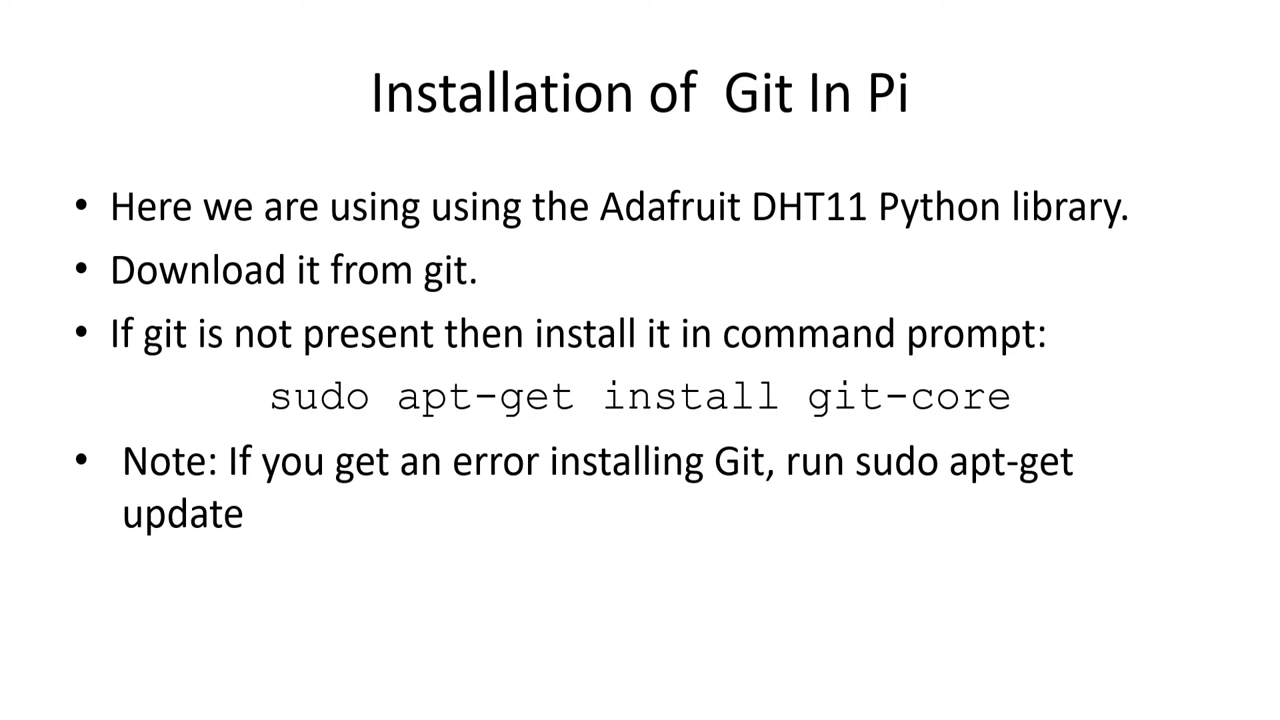 Installation of  Git In Pi
• Here we are using using the Adafruit DHT11 Python library.
• Download it from git.
• If git is not present then install it in command prompt:
sudo apt-get install git-core
• Note: If you get an error installing Git, run sudo apt-get
update